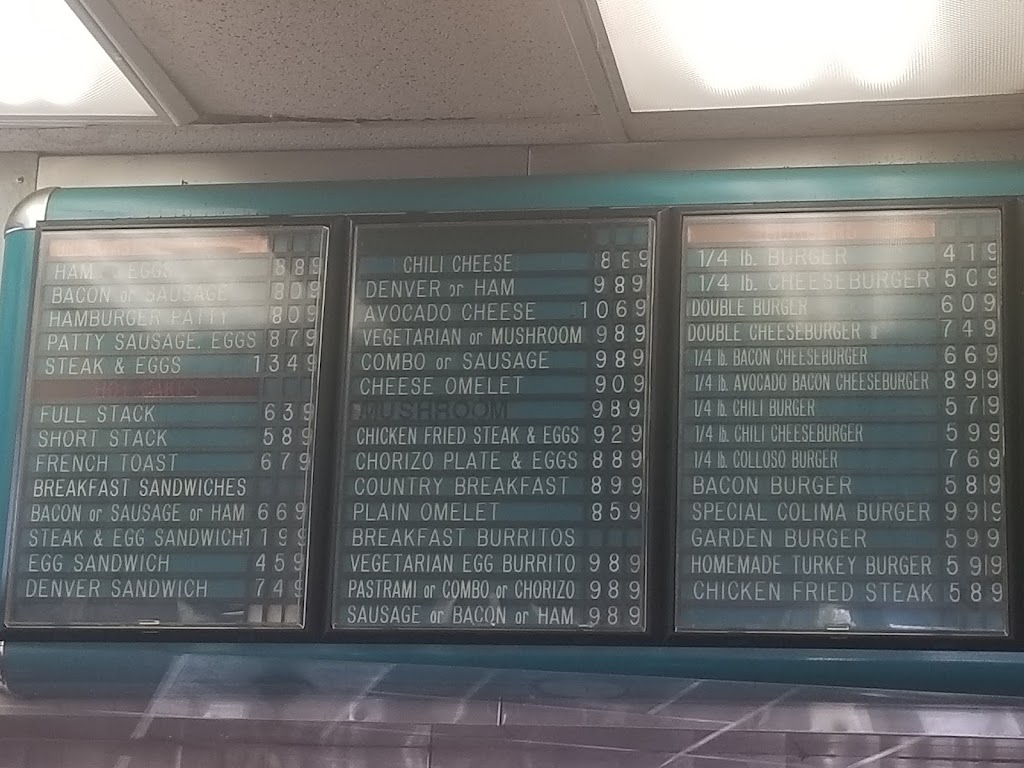 HAM & EGGS 889
BACON or SAUSAGE 809
HAMBURGER PATTY 809
PATTY SAUSAGE, EGGS 879
STEAK & EGGS 1349
FULL STACK 639
SHORT STACK 589
FRENCH TOAST 679
BREAKFAST SANDWICHES
BACON or SAUSAGE or HAM 669
STEAK & EGG SANDWICH 1199
EGG SANDWICH 459
DENVER SANDWICH 749
CHILI CHEESE 889
DENVER or HAM 989
AVOCADO CHEESE 1069
VEGETARIAN or MUSHROOM 989
COMBO or SAUSAGE 989
CHEESE OMELET 909
MUSHROOM 989
CHICKEN FRIED STEAK & EGGS 929
CHORIZO PLATE & EGGS 889
COUNTRY BREAKFAST 899
PLAIN OMELET 859
BREAKFAST BURRITOS
VEGETARIAN EGG BURRITO 989
PASTRAMI or COMBO or CHORIZO 989
SAUSAGE or BACON or HAM 989
1/4 lb. BURGER 419
1/4 lb. CHEESEBURGER 509
DOUBLE BURGER 609
DOUBLE CHEESEBURGER 749
1/4 lb. BACON CHEESEBURGER 669
1/4 lb. AVOCADO BACON CHEESEBURGER 899
1/4 lb. CHILI BURGER 579
1/4 lb. CHILI CHEESEBURGER 599
1/4 lb. COLLOSO BURGER 769
BACON BURGER 589
SPECIAL COLIMA BURGER 999
GARDEN BURGER 599
HOMEMADE TURKEY BURGER 599
CHICKEN FRIED STEAK 589